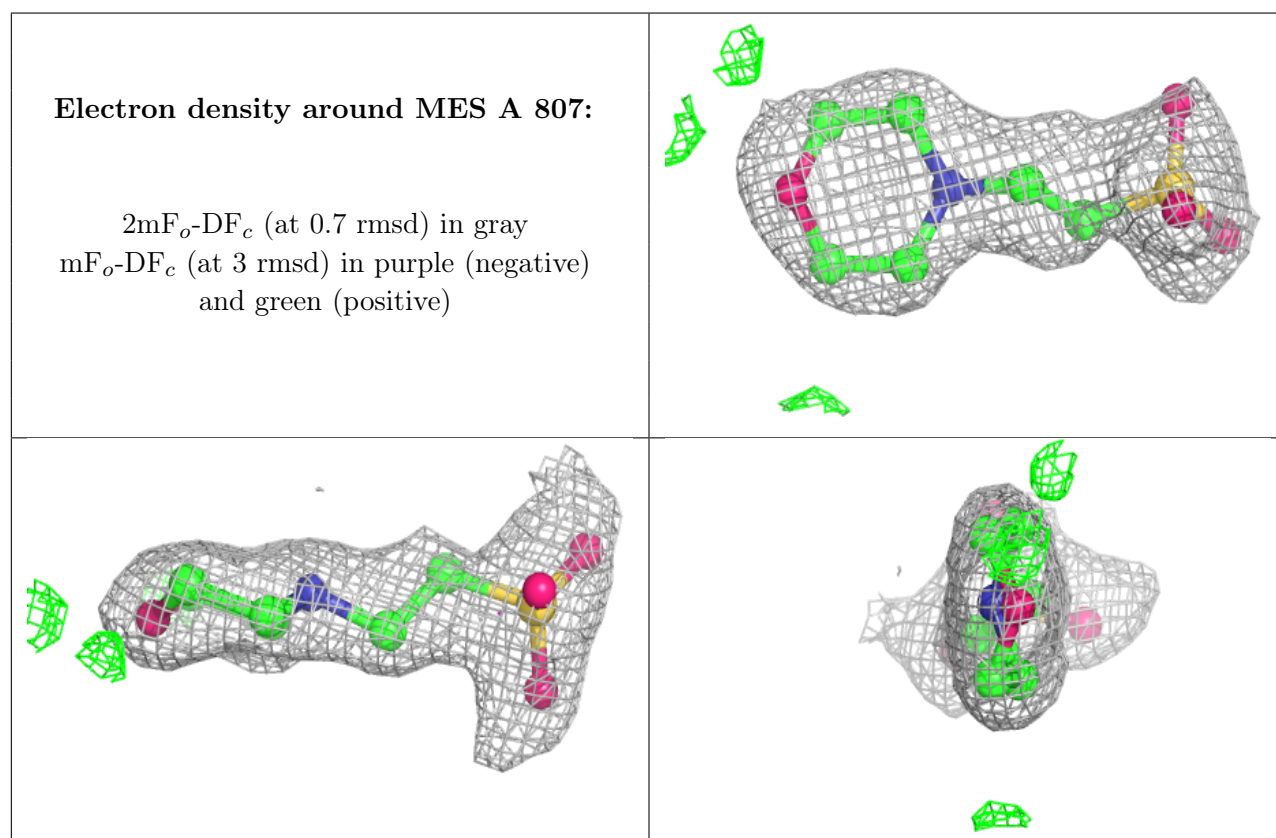 Electron density around MES A 807:
2mFo-DFc (at 0.7 rmsd) in gray
mFo-DFc (at 3 rmsd) in purple (negative)
and green (positive)